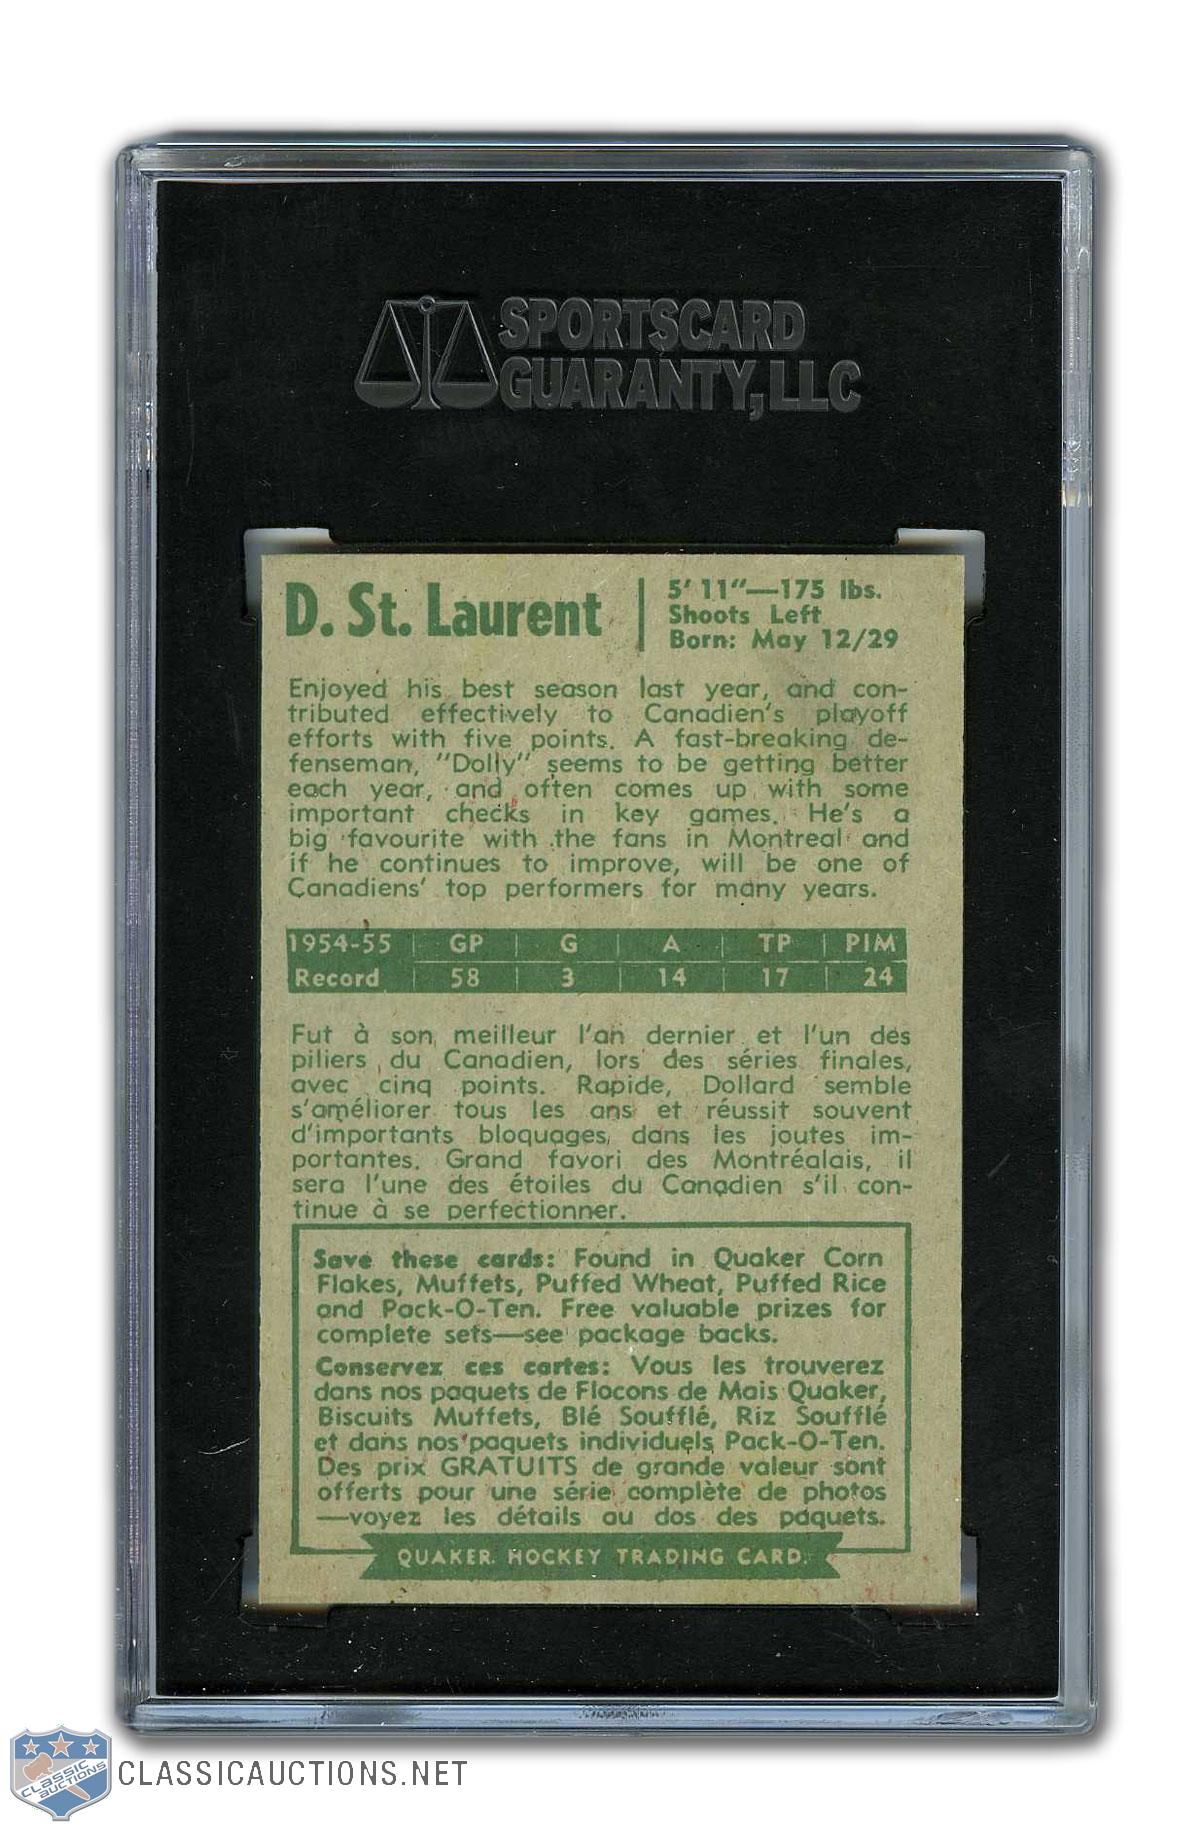 SPORTSCARD
GUARANTY, LLC
D. St. Laurent
5' 11"—175 lbs.
Shoots Left
Born: May 12/29
Enjoyed his best season last year, and con-
tributed effectively to Canadien's playoff
efforts with five points. A fast-breaking de-
fenseman, "Dolly" seems to be getting better
each year, and often comes up with some
important checks in key games. He's a
big favourite with the fans in Montreal and
if he continues to improve, will be one of
Canadiens' top performers for many years.
1954-55 | GP | G | A | TP | PIM
Record | 58 | 3 | 14 | 17 | 24
Fut à son meilleur l'an dernier et l'un des
piliers du Canadien, lors des séries finales,
avec cinq points. Rapide, Dollard semble
s'améliorer tous les ans et réussit souvent
d'importants bloquages dans les joutes im-
portantes. Grand favori des Montréalais, il
sera l'une des étoiles du Canadien s'il con-
tinue à se perfectionner.
Save these cards: Found in Quaker Corn
Flakes, Muffets, Puffed Wheat, Puffed Rice
and Pack-O-Ten. Free valuable prizes for
complete sets—see package backs.
Conservez ces cartes: Vous les trouverez
dans nos paquets de Flocons de Mais Quaker,
Biscuits Muffets, Blé Soufflé, Riz Soufflé
et dans nos paquets individuels Pack-O-Ten.
Des prix GRATUITS de grande valeur sont
offerts pour une série complète de photos
—voyez les détails au dos des paquets.
QUAKER HOCKEY TRADING CARD
CLASSIC
AUCTIONS
CLASSICAUCTIONS.NET